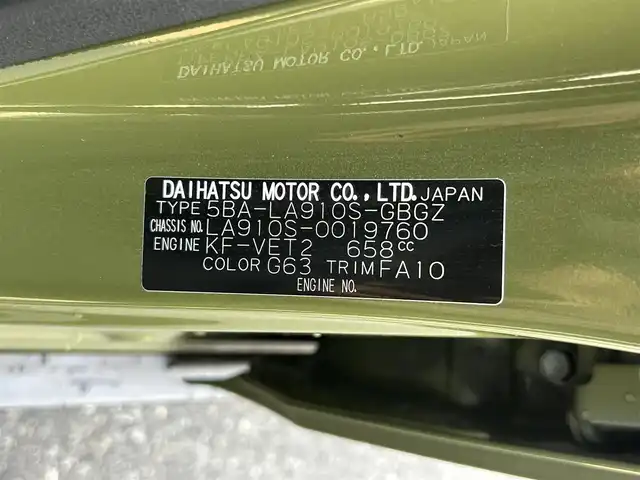 DAIHATSU MOTOR CO.,LTD. JAPAN
TYPE 5BA-LA910S-GBGZ
CHASSIS NO. LA910S-0019760
ENGINE KF-VET2 658CC
COLOR G63 TRIM FA10
ENGINE NO.